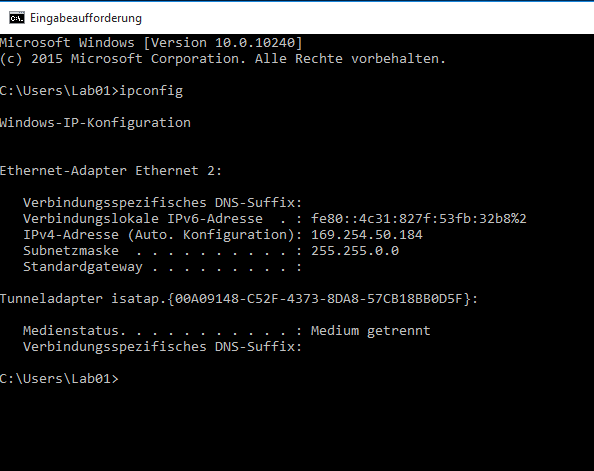 Eingabeaufforderung
Microsoft Windows [Version 10.0.10240]
(c) 2015 Microsoft Corporation. Alle Rechte vorbehalten.
C:\Users\Lab01>ipconfig
Windows-IP-Konfiguration
Ethernet-Adapter Ethernet 2:
Verbindungsspezifisches DNS-Suffix:
Verbindungslokale IPv6-Adresse  . : fe80::4c31:827f:53fb:32b8%2
IPv4-Adresse (Auto. Konfiguration): 169.254.50.184
Subnetzmaske  . . . . . . . . . . : 255.255.0.0
Standardgateway . . . . . . . . . :
Tunneladapter isatap.{00A09148-C52F-4373-8DA8-57CB18BB0D5F}:
Medienstatus. . . . . . . . . . . : Medium getrennt
Verbindungsspezifisches DNS-Suffix:
C:\Users\Lab01>